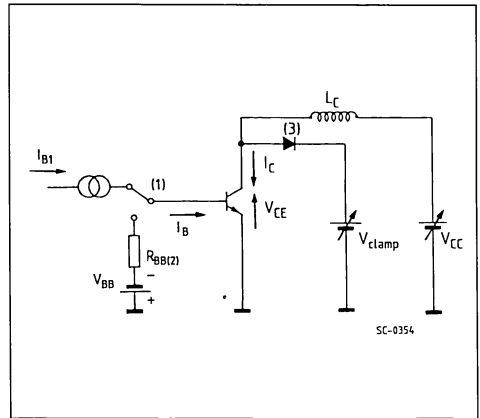 L_C
(3)
I_B1
(1)
I_C
V_CE
I_B
R_BB(2)
V_BB
−
+
V_clamp
V_CC
SC-0354